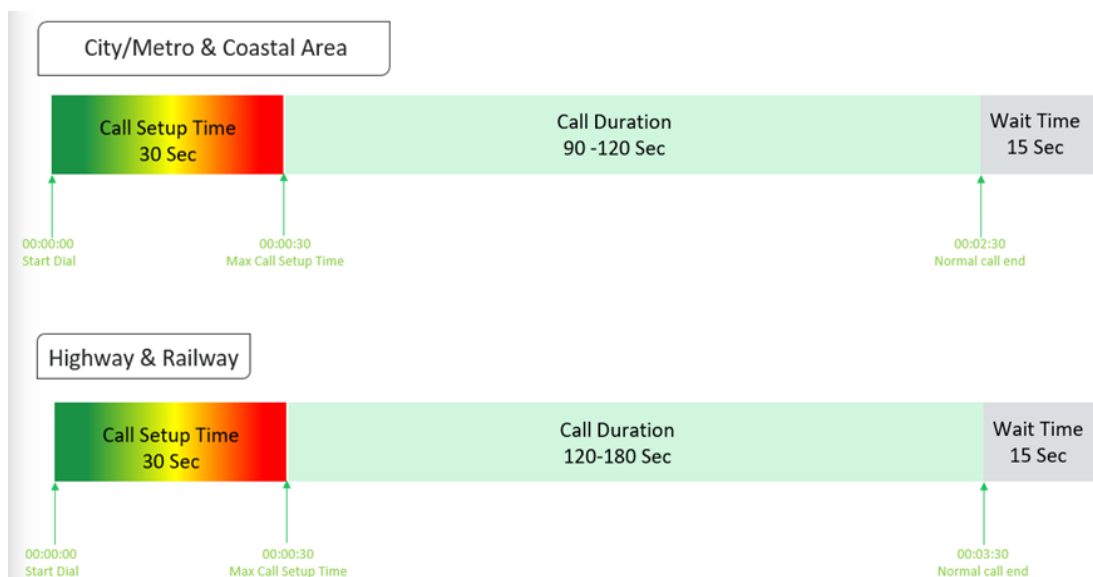 City/Metro & Coastal Area
Call Setup Time
30 Sec
Call Duration
90 -120 Sec
Wait Time
15 Sec
00:00:00
Start Dial
00:00:30
Max Call Setup Time
00:02:30
Normal call end
Highway & Railway
Call Setup Time
30 Sec
Call Duration
120-180 Sec
Wait Time
15 Sec
00:00:00
Start Dial
00:00:30
Max Call Setup Time
00:03:30
Normal call end